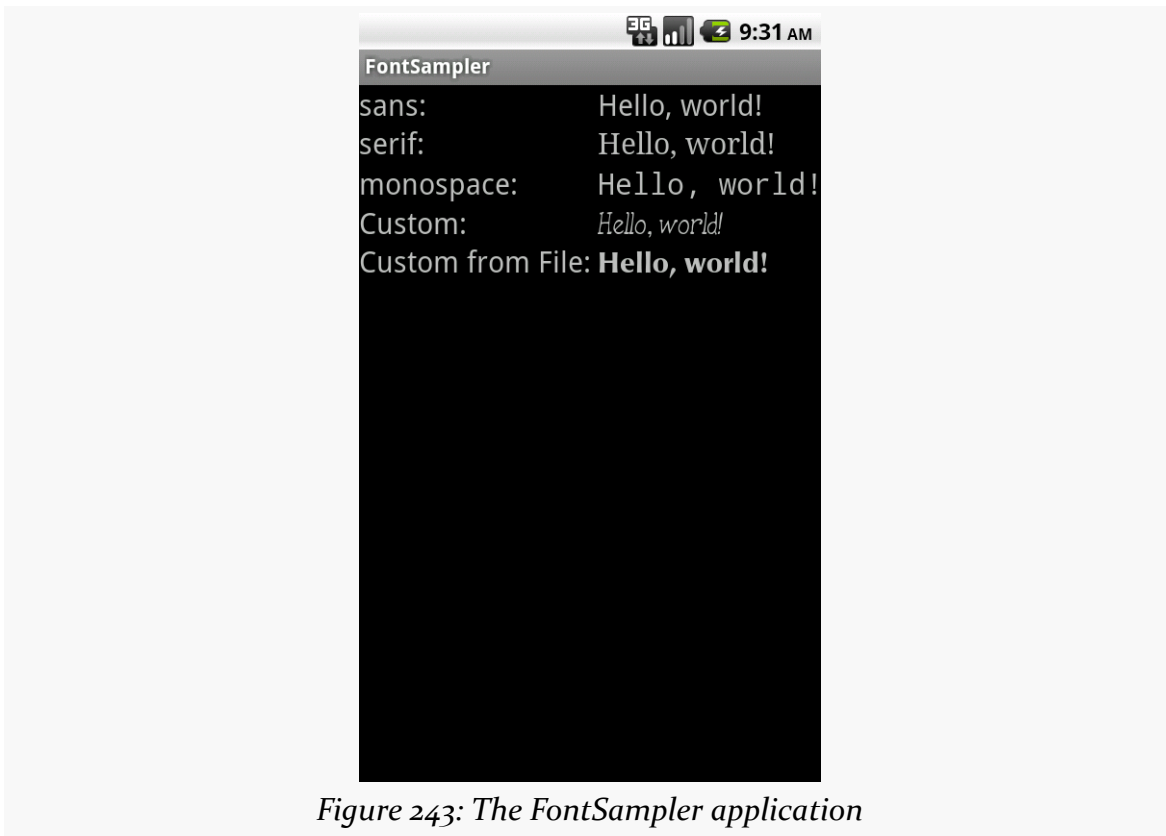 3G 9:31 AM
FontSampler
sans: Hello, world!
serif: Hello, world!
monospace: Hello, world!
Custom: Hello, world!
Custom from File: Hello, world!
Figure 243: The FontSampler application